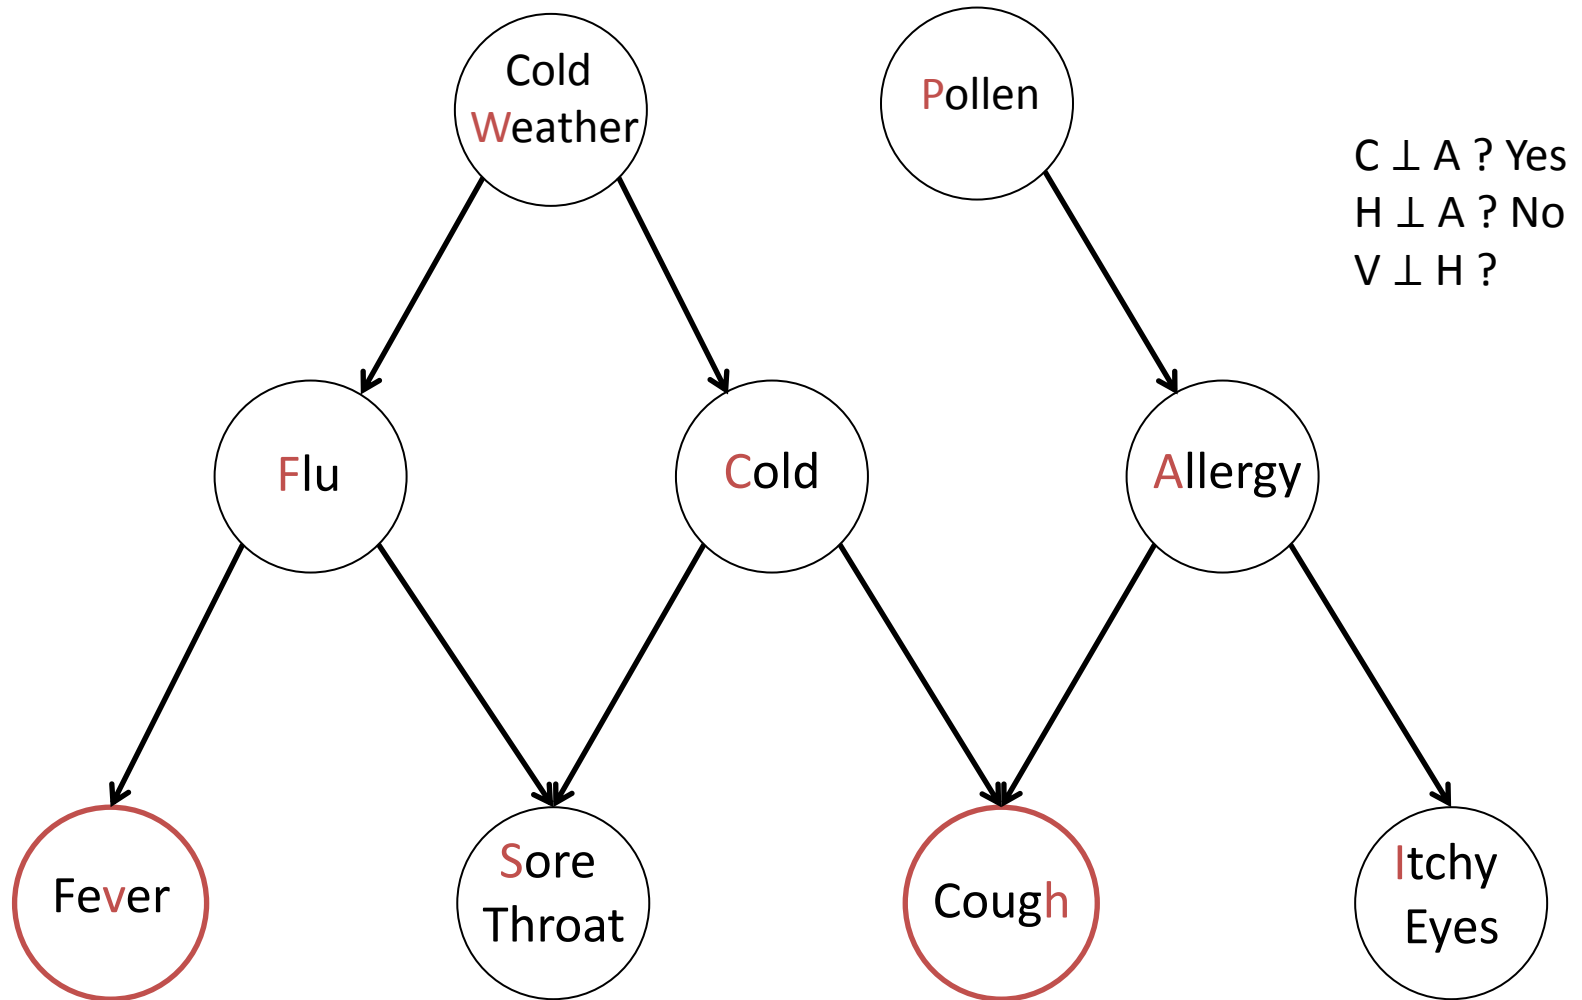 Cold
Weather
Pollen
C ⊥ A ? Yes
H ⊥ A ? No
V ⊥ H ?
Flu
Cold
Allergy
Fever
Sore
Throat
Cough
Itchy
Eyes